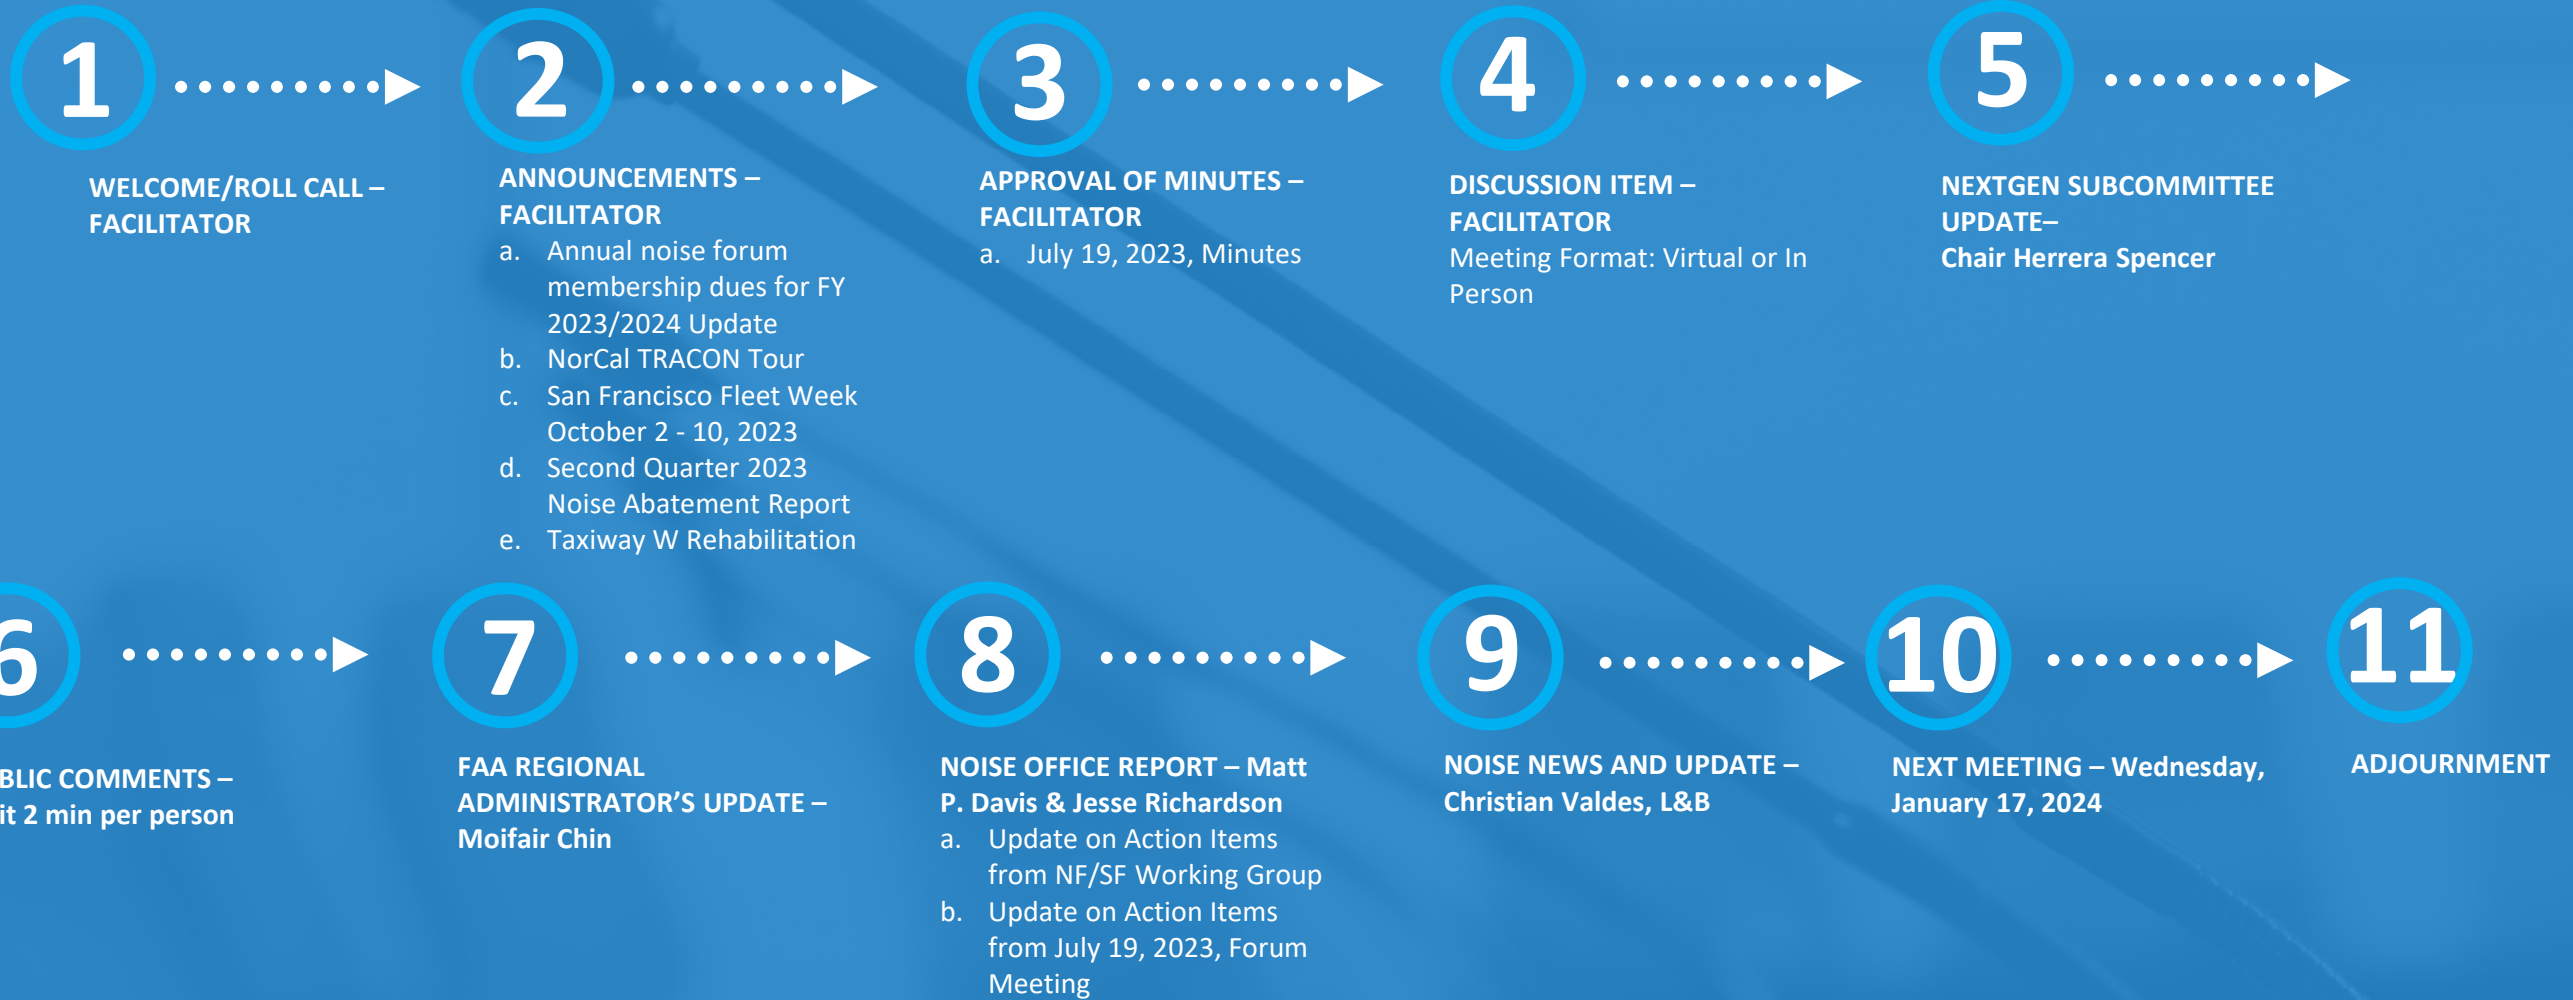 1
WELCOME/ROLL CALL –
FACILITATOR
2
ANNOUNCEMENTS –
FACILITATOR
a. Annual noise forum
membership dues for FY
2023/2024 Update
b. NorCal TRACON Tour
c. San Francisco Fleet Week
October 2 - 10, 2023
d. Second Quarter 2023
Noise Abatement Report
e. Taxiway W Rehabilitation
3
APPROVAL OF MINUTES –
FACILITATOR
a. July 19, 2023, Minutes
4
DISCUSSION ITEM –
FACILITATOR
Meeting Format: Virtual or In
Person
5
NEXTGEN SUBCOMMITTEE
UPDATE–
Chair Herrera Spencer
6
BLIC COMMENTS –
it 2 min per person
7
FAA REGIONAL
ADMINISTRATOR’S UPDATE –
Moifair Chin
8
NOISE OFFICE REPORT – Matt
P. Davis & Jesse Richardson
a. Update on Action Items
from NF/SF Working Group
b. Update on Action Items
from July 19, 2023, Forum
Meeting
9
NOISE NEWS AND UPDATE –
Christian Valdes, L&B
10
NEXT MEETING – Wednesday,
January 17, 2024
11
ADJOURNMENT